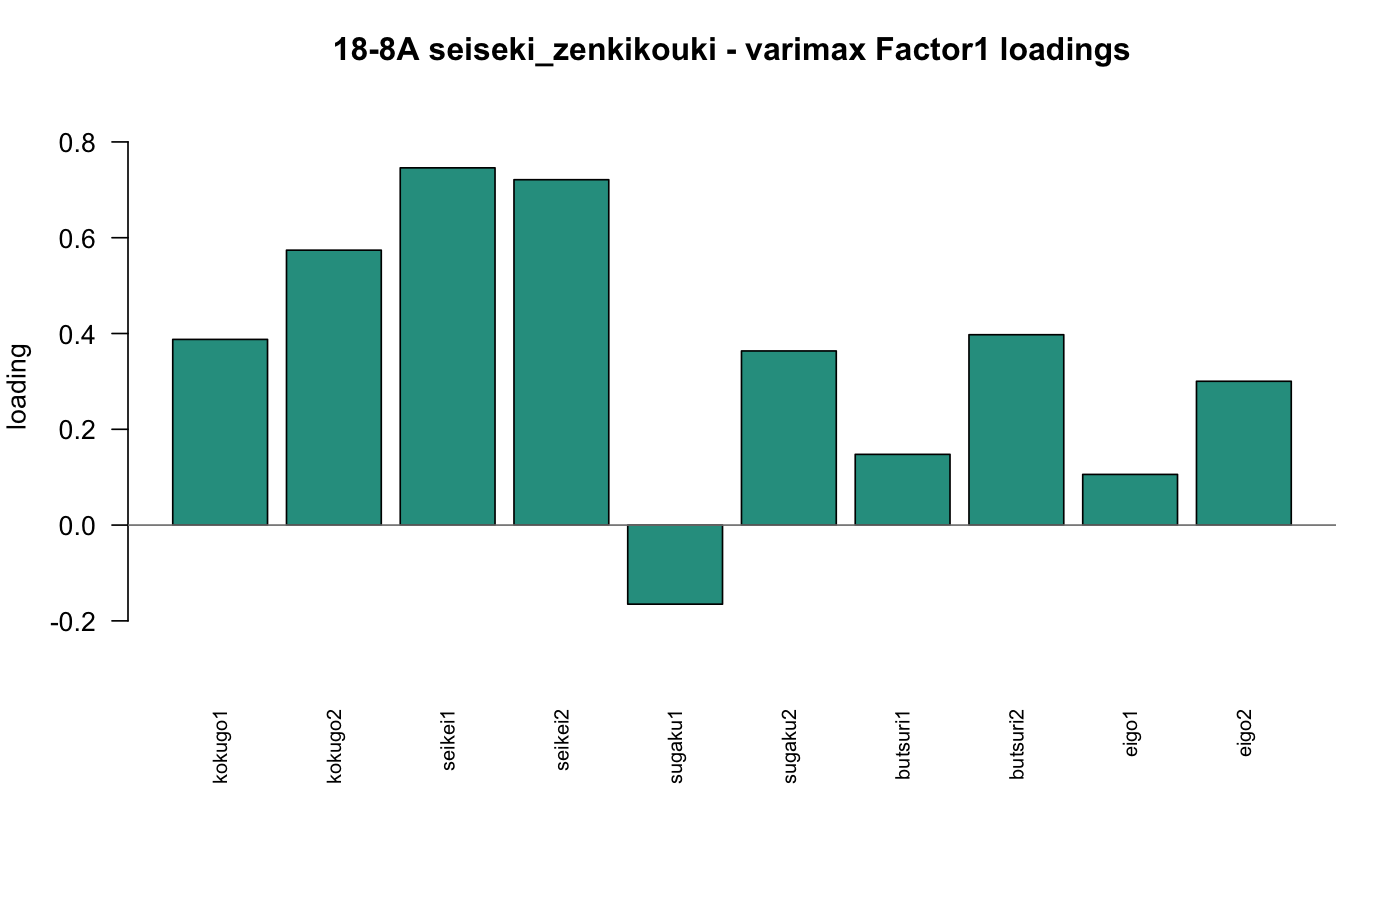 18-8A seiseki_zenkikouki - varimax Factor1 loadings
loading
0.8
0.6
0.4
0.2
0.0
-0.2
kokugo1
kokugo2
seikei1
seikei2
sugaku1
sugaku2
butsuri1
butsuri2
eigo1
eigo2